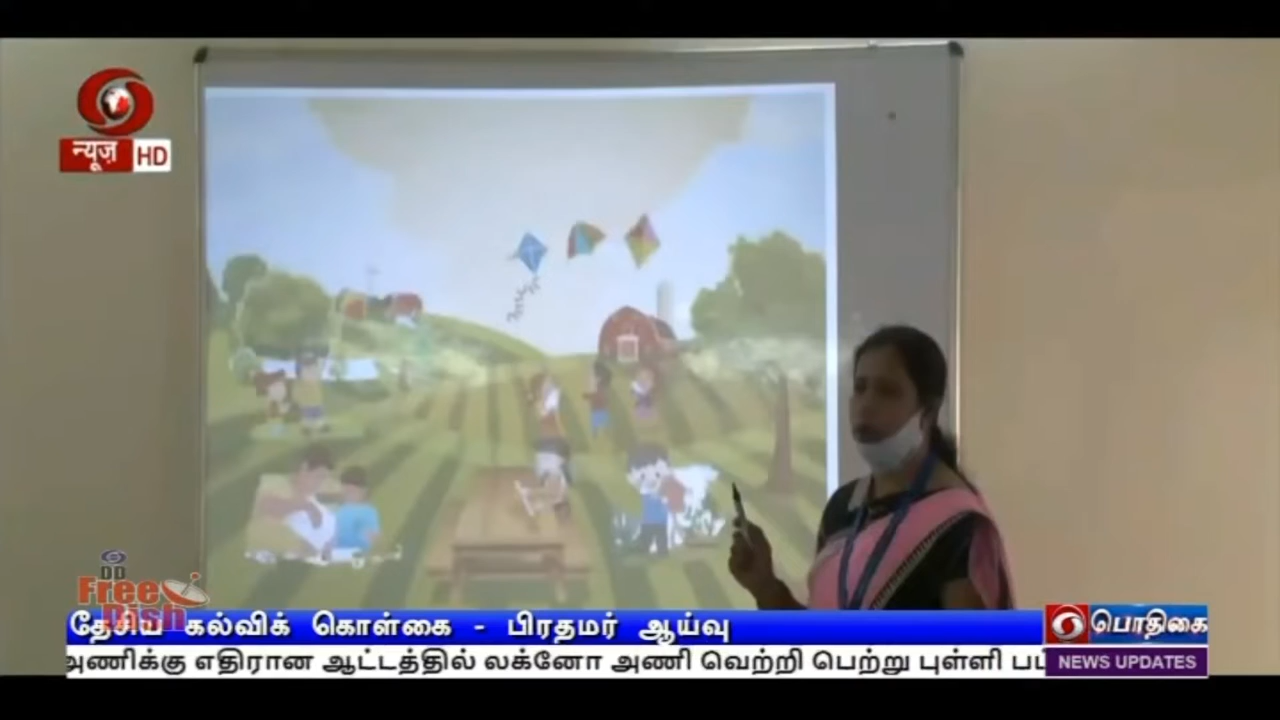 न्यूज़ HD
DD
Free
Dish
தேசிய கல்விக் கொள்கை - பிரதமர் ஆய்வு
பொதிகை
அணிக்கு எதிரான ஆட்டத்தில் லக்னோ அணி வெற்றி பெற்று புள்ளி
NEWS UPDATES